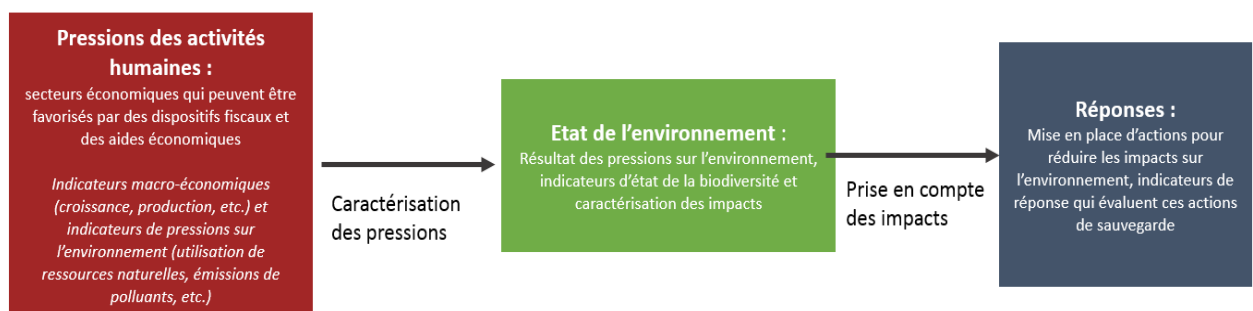 Pressions des activités
humaines :
secteurs économiques qui peuvent être
favorisés par des dispositifs fiscaux et
des aides économiques
Indicateurs macro-économiques
(croissance, production, etc.) et
indicateurs de pressions sur
l’environnement (utilisation de
ressources naturelles, émissions de
polluants, etc.)
Caractérisation
des pressions
Etat de l’environnement :
Résultat des pressions sur l’environnement,
indicateurs d’état de la biodiversité et
caractérisation des impacts
Prise en compte
des impacts
Réponses :
Mise en place d’actions pour
réduire les impacts sur
l’environnement, indicateurs de
réponse qui évaluent ces actions
de sauvegarde